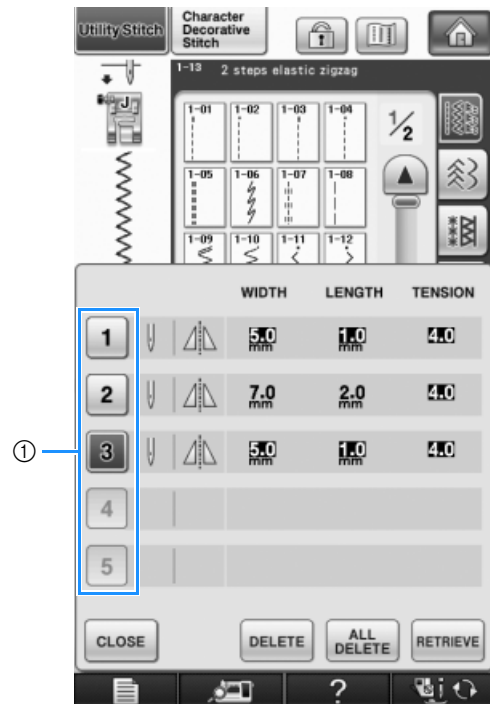 Utility Stitch
Character
Decorative
Stitch
1-13 2 steps elastic zigzag
J
1-01 1-02 1-03 1-04
1/2
1-05 1-06 1-07 1-08
1-09 1-10 1-11 1-12
WIDTH LENGTH TENSION
1 5.0 mm 1.0 mm 4.0
2 7.0 mm 2.0 mm 4.0
① 3 5.0 mm 1.0 mm 4.0
4
5
CLOSE DELETE ALL DELETE RETRIEVE
?